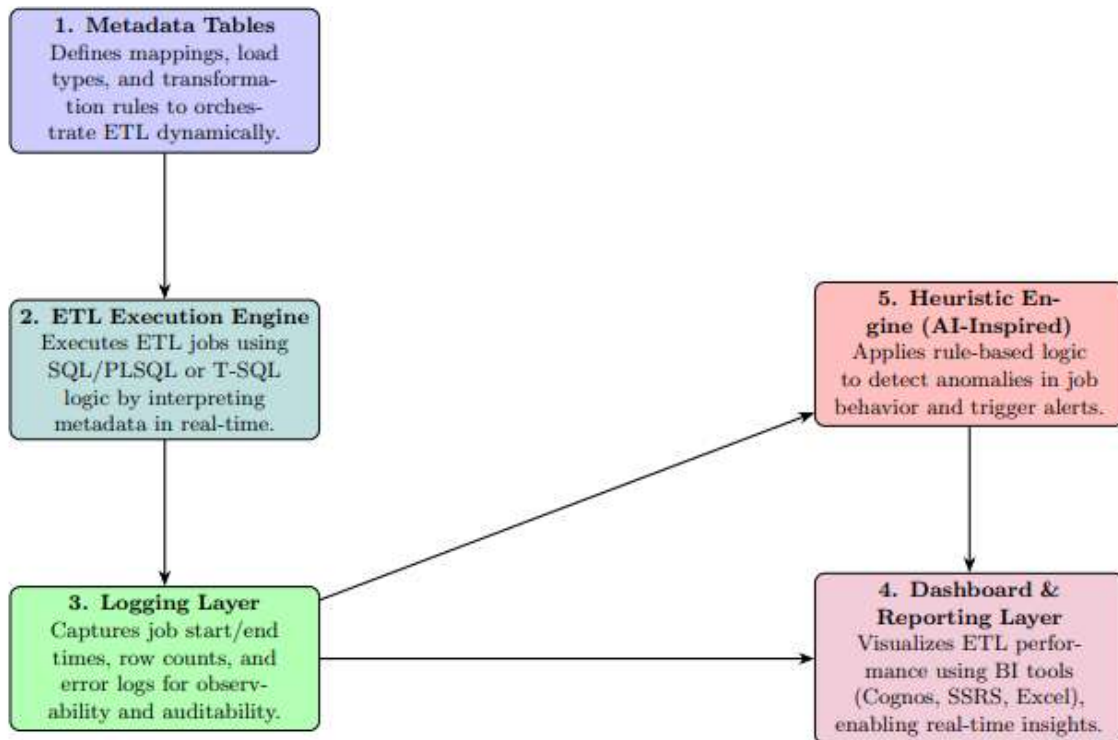 1. Metadata Tables
Defines mappings, load
types, and transforma-
tion rules to orches-
trate ETL dynamically.
2. ETL Execution Engine
Executes ETL jobs using
SQL/PLSQL or T-SQL
logic by interpreting
metadata in real-time.
3. Logging Layer
Captures job start/end
times, row counts, and
error logs for observ-
ability and auditability.
5. Heuristic En-
gine (AI-Inspired)
Applies rule-based logic
to detect anomalies in job
behavior and trigger alerts.
4. Dashboard &
Reporting Layer
Visualizes ETL perfor-
mance using BI tools
(Cognos, SSRS, Excel),
enabling real-time insights.